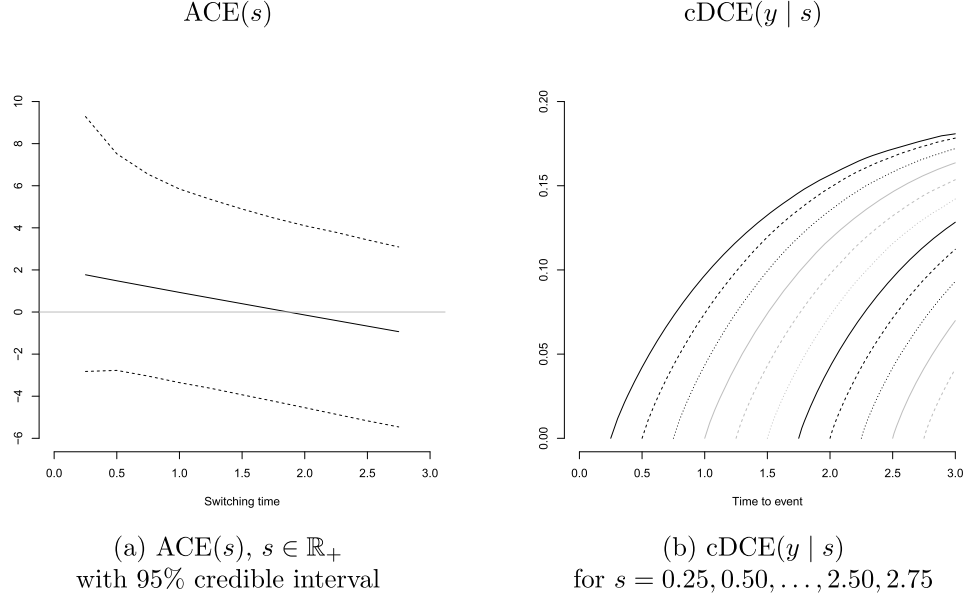 ACE(s)
10
8
6
4
2
0
−2
−4
−6
0.0 0.5 1.0 1.5 2.0 2.5 3.0
Switching time
(a) ACE(s), s ∈ ℝ₊
with 95% credible interval
cDCE(y | s)
0.20
0.15
0.10
0.05
0.00
0.0 0.5 1.0 1.5 2.0 2.5 3.0
Time to event
(b) cDCE(y | s)
for s = 0.25, 0.50, . . . , 2.50, 2.75